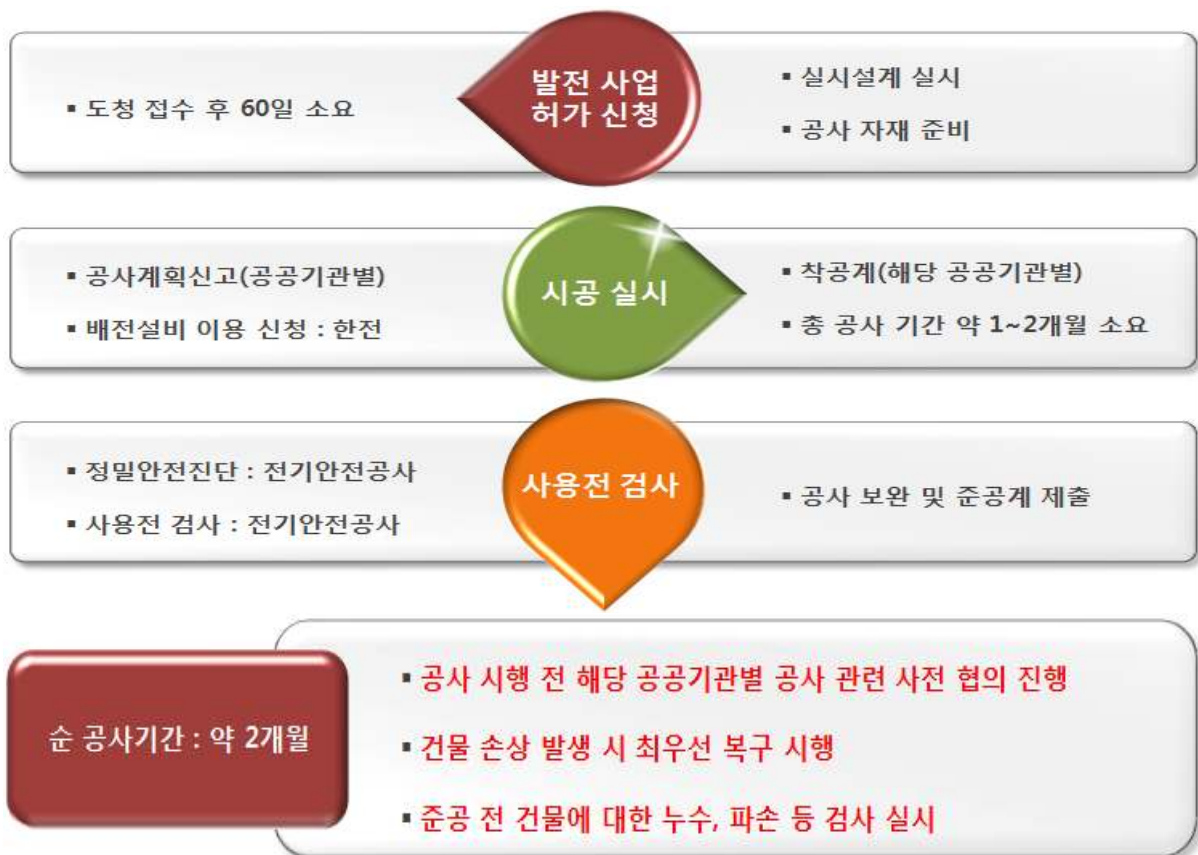 ▪ 도청 접수 후 60일 소요
발전 사업
허가 신청
▪ 실시설계 실시
▪ 공사 자재 준비
▪ 공사계획신고(공공기관별)
▪ 배전설비 이용 신청 : 한전
시공 실시
▪ 착공계(해당 공공기관별)
▪ 총 공사 기간 약 1~2개월 소요
▪ 정밀안전진단 : 전기안전공사
▪ 사용전 검사 : 전기안전공사
사용전 검사
▪ 공사 보완 및 준공계 제출
순 공사기간 : 약 2개월
▪ 공사 시행 전 해당 공공기관별 공사 관련 사전 협의 진행
▪ 건물 손상 발생 시 최우선 복구 시행
▪ 준공 전 건물에 대한 누수, 파손 등 검사 실시